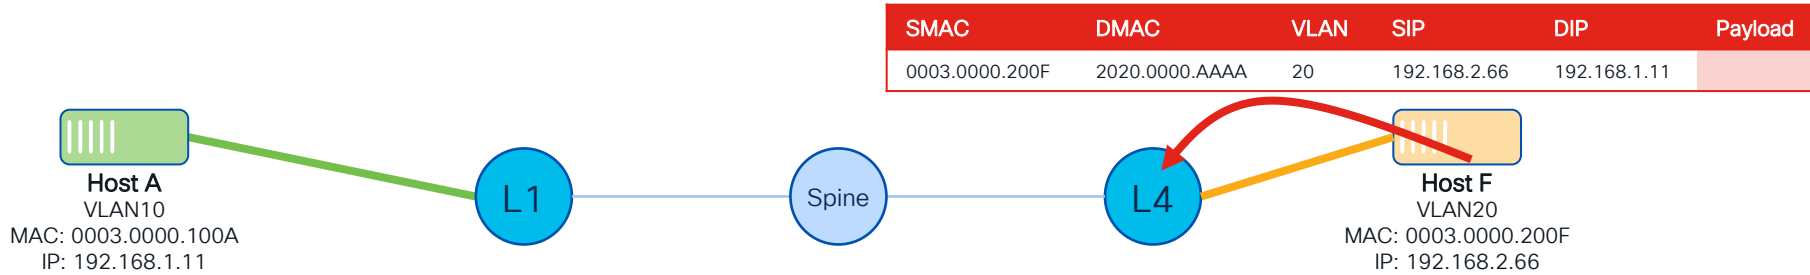 SMAC DMAC VLAN SIP DIP Payload
0003.0000.200F 2020.0000.AAAA 20 192.168.2.66 192.168.1.11
L1
Spine
L4
Host A
VLAN10
MAC: 0003.0000.100A
IP: 192.168.1.11
Host F
VLAN20
MAC: 0003.0000.200F
IP: 192.168.2.66